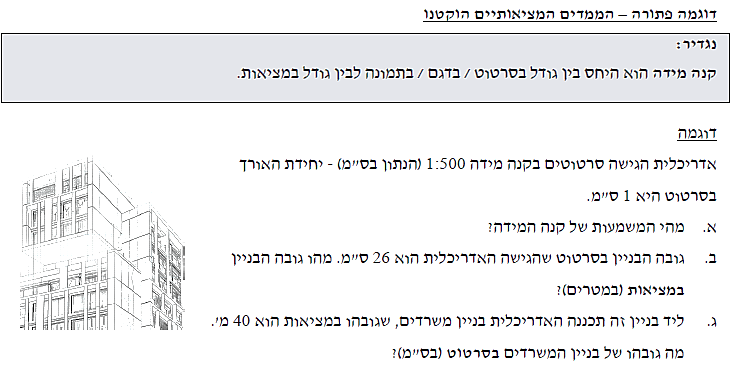 דוגמה פתורה – הממדים המציאותיים הוקטנו
נגדיר:
קנה מידה הוא היחס בין גודל בסרטוט / בדגם / בתמונה לבין גודל במציאות.
דוגמה
אדריכלית הגישה סרטוטים בקנה מידה 1:500 (הנתון בס״מ) - יחידת האורך
בסרטוט היא 1 ס״מ.
א. מהי המשמעות של קנה המידה?
ב. גובה הבניין בסרטוט שהגישה האדריכלית הוא 26 ס״מ. מהו גובה הבניין
במציאות (במטרים)?
ג. ליד בניין זה תכננה האדריכלית בניין משרדים, שגובהו במציאות הוא 40 מ׳.
מה גובהו של בניין המשרדים בסרטוט (בס״מ)?